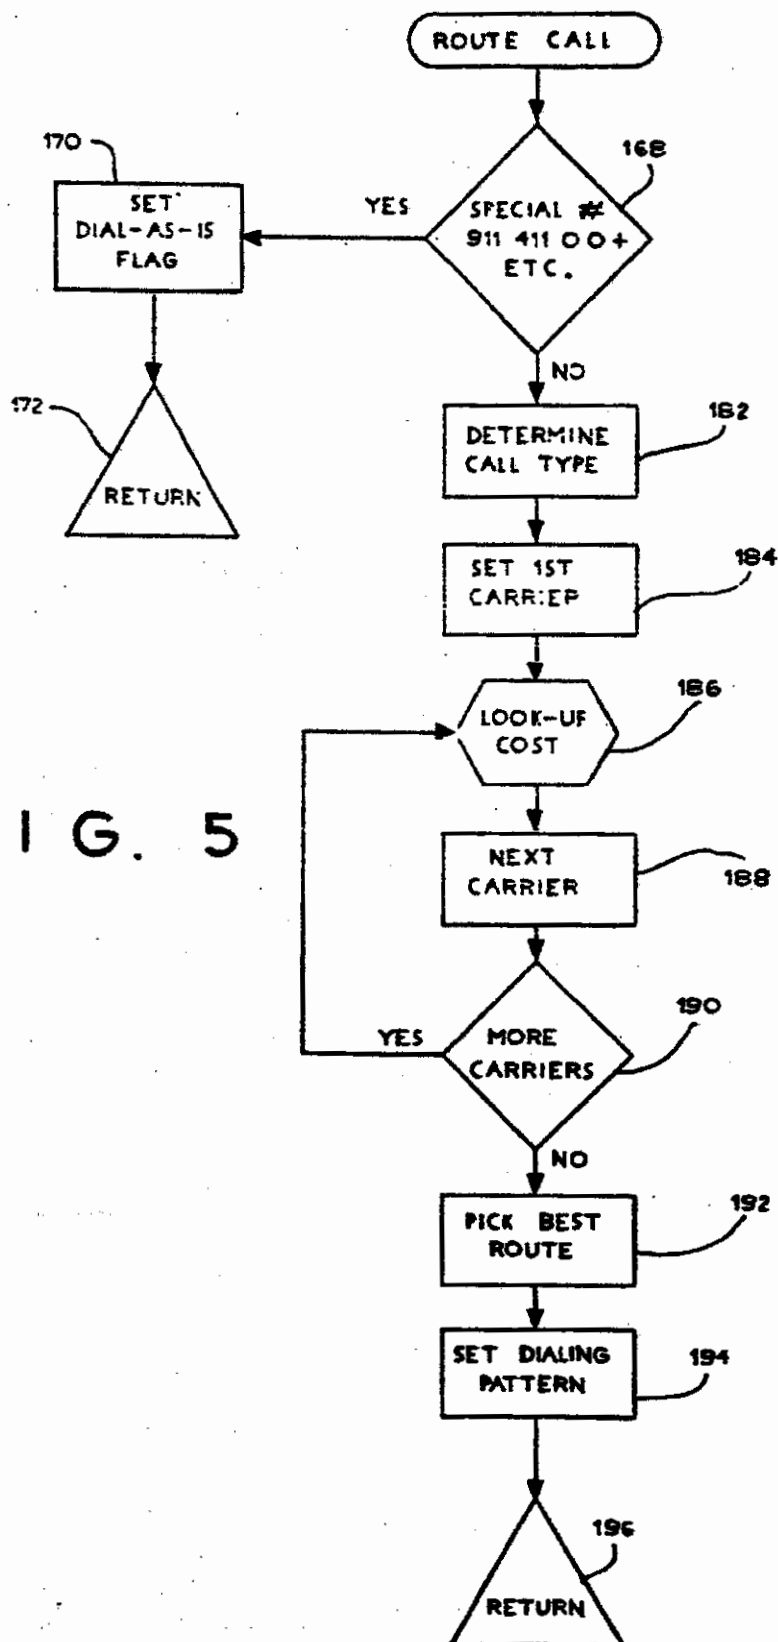 ROUTE CALL
168
SPECIAL #
911 411 00+
ETC.
YES
170
SET
DIAL-AS-IS
FLAG
172
RETURN
NO
182
DETERMINE
CALL TYPE
184
SET 1ST
CARRIER
186
LOOK-UP
COST
IG. 5
188
NEXT
CARRIER
190
YES
MORE
CARRIERS
NO
192
PICK BEST
ROUTE
194
SET DIALING
PATTERN
196
RETURN